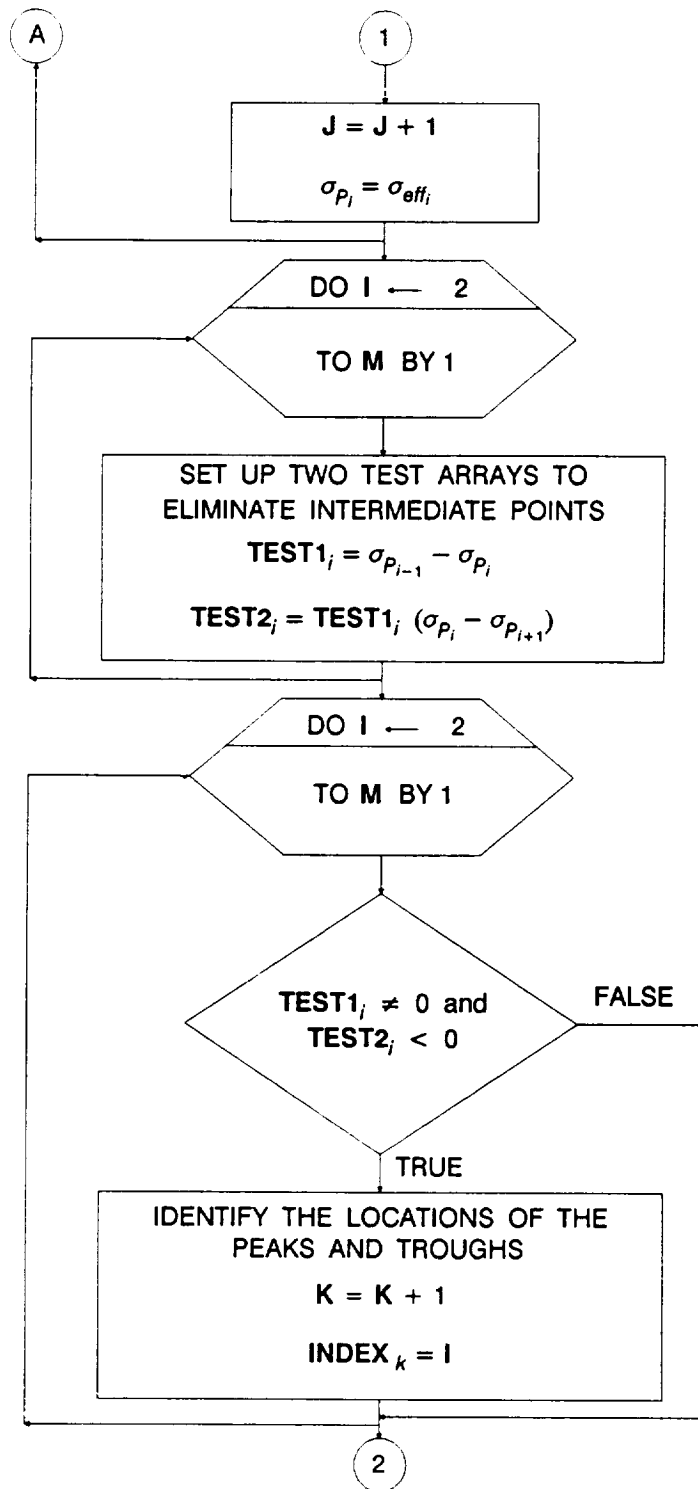 A
1
J = J + 1
σ_{P_i} = σ_{eff_i}
DO I ← 2
TO M BY 1
SET UP TWO TEST ARRAYS TO
ELIMINATE INTERMEDIATE POINTS
TEST1_i = σ_{P_{i-1}} − σ_{P_i}
TEST2_i = TEST1_i (σ_{P_i} − σ_{P_{i+1}})
DO I ← 2
TO M BY 1
TEST1_i ≠ 0 and
TEST2_i < 0
FALSE
TRUE
IDENTIFY THE LOCATIONS OF THE
PEAKS AND TROUGHS
K = K + 1
INDEX_k = I
2